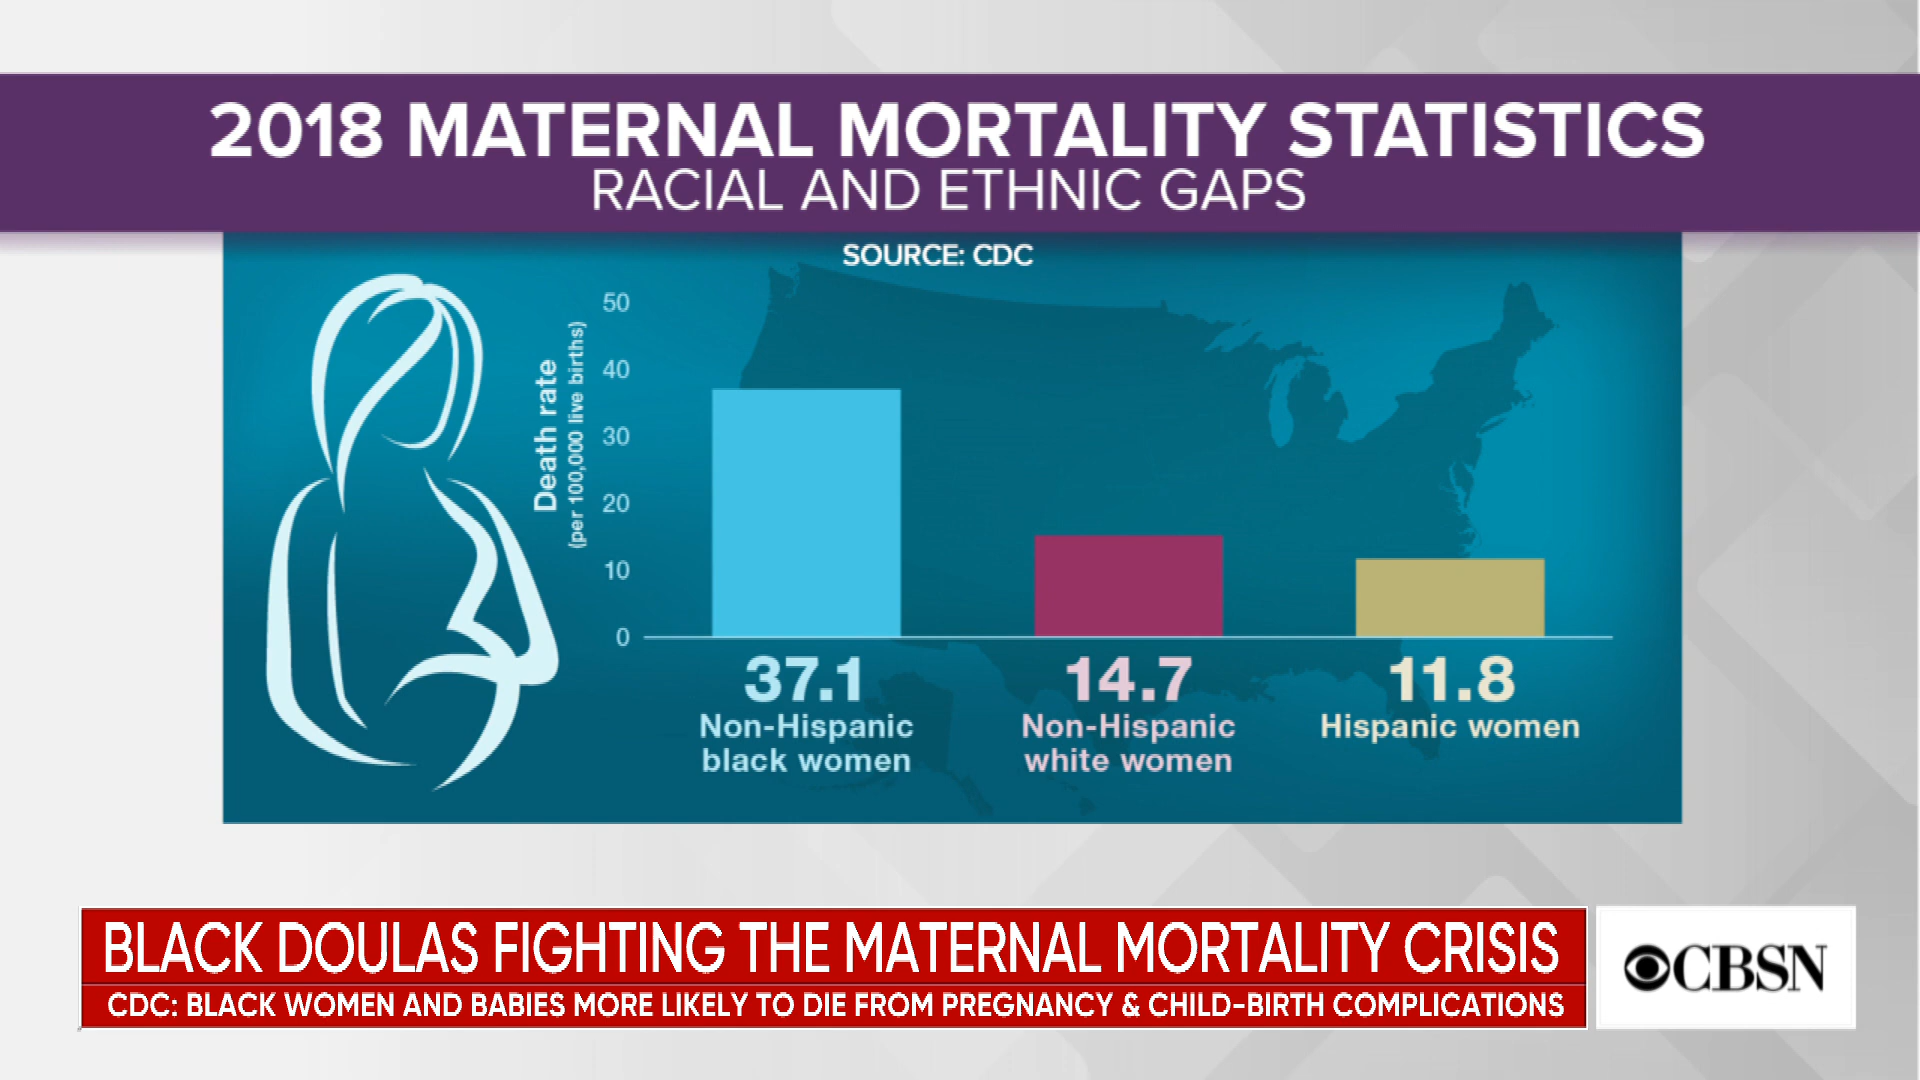 2018 MATERNAL MORTALITY STATISTICS
RACIAL AND ETHNIC GAPS
SOURCE: CDC
Death rate
(per 100,000 live births)
50
40
30
20
10
0
37.1
Non-Hispanic
black women
14.7
Non-Hispanic
white women
11.8
Hispanic women
BLACK DOULAS FIGHTING THE MATERNAL MORTALITY CRISIS
CDC: BLACK WOMEN AND BABIES MORE LIKELY TO DIE FROM PREGNANCY & CHILD-BIRTH COMPLICATIONS
CBSN